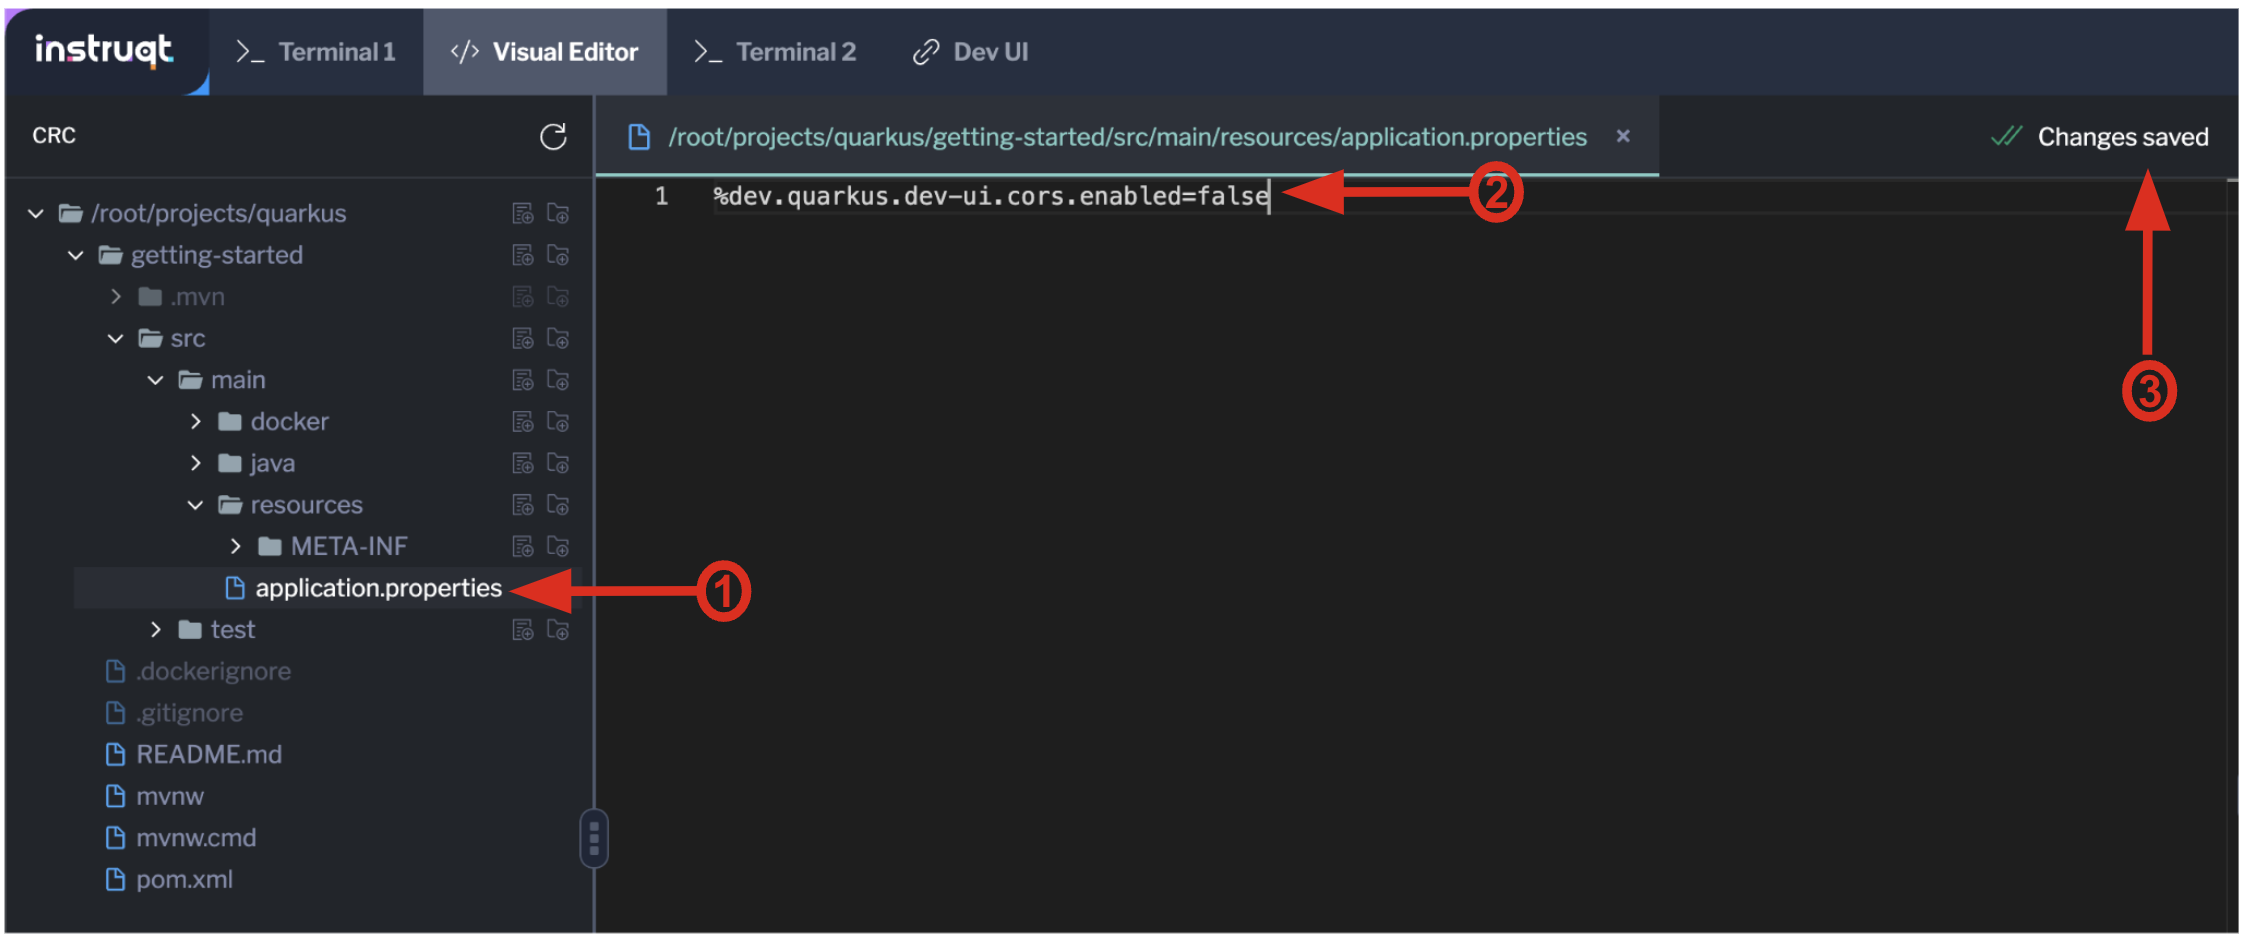 instruqt
>_ Terminal 1
</> Visual Editor
>_ Terminal 2
Dev UI
CRC
/root/projects/quarkus/getting-started/src/main/resources/application.properties ×
Changes saved
1 %dev.quarkus.dev-ui.cors.enabled=false
2
3
/root/projects/quarkus
getting-started
.mvn
src
main
docker
java
resources
META-INF
application.properties
1
test
.dockerignore
.gitignore
README.md
mvnw
mvnw.cmd
pom.xml